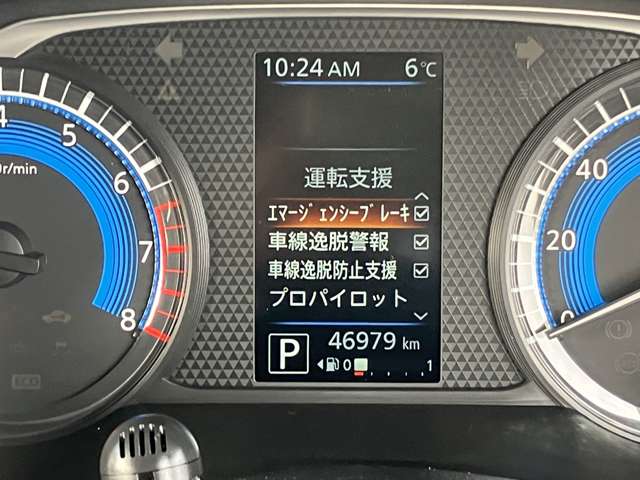 10:24 AM 6℃
運転支援
ｴﾏｰｼﾞｪﾝｼｰﾌﾞﾚｰｷ
車線逸脱警報
車線逸脱防止支援
プロパイロット
46979 km
P
0 1
4 5 6 7 8
r/min
40 20 0
ECO